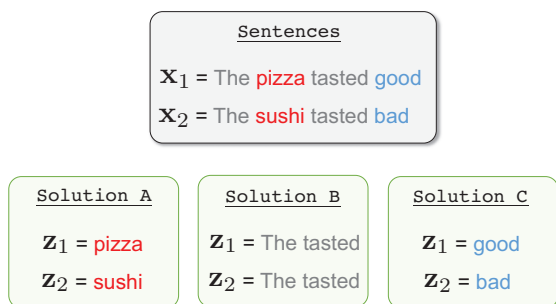 Sentences
x1 = The pizza tasted good
x2 = The sushi tasted bad
Solution A
z1 = pizza
z2 = sushi
Solution B
z1 = The tasted
z2 = The tasted
Solution C
z1 = good
z2 = bad